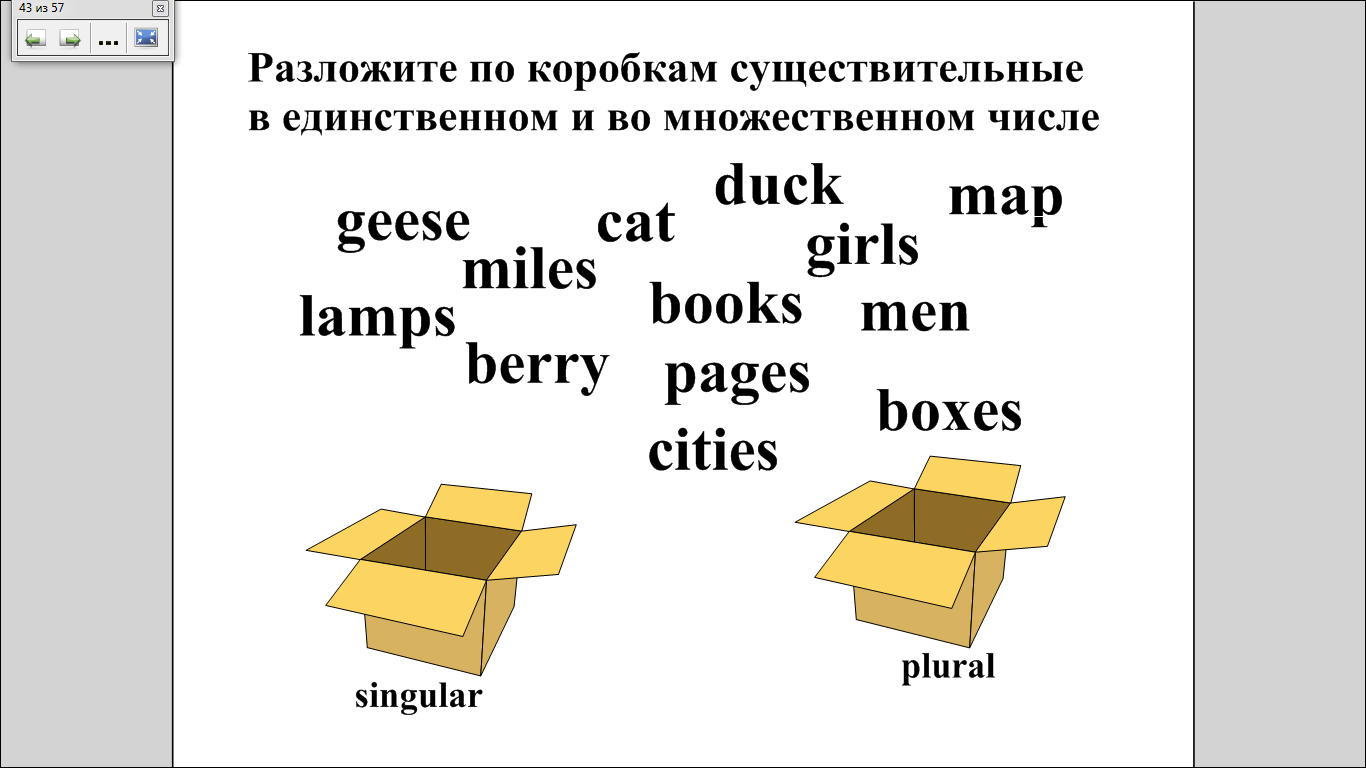 43 из 57
...
Разложите по коробкам существительные
в единственном и во множественном числе
duck
map
geese
cat
girls
miles
books
men
lamps
berry
pages
boxes
cities
plural
singular